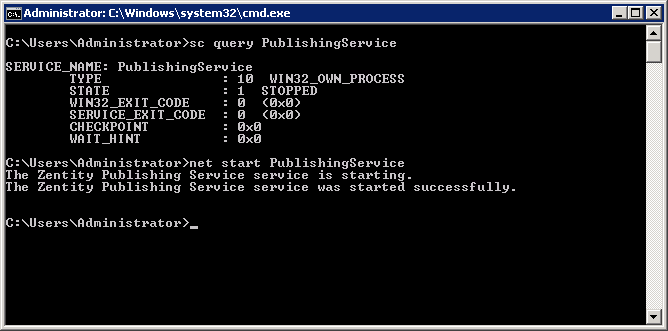 Administrator: C:\Windows\system32\cmd.exe
C:\Users\Administrator>sc query PublishingService
SERVICE_NAME: PublishingService
        TYPE               : 10  WIN32_OWN_PROCESS
        STATE              : 1  STOPPED
        WIN32_EXIT_CODE    : 0  (0x0)
        SERVICE_EXIT_CODE  : 0  (0x0)
        CHECKPOINT         : 0x0
        WAIT_HINT          : 0x0
C:\Users\Administrator>net start PublishingService
The Zentity Publishing Service service is starting.
The Zentity Publishing Service service was started successfully.
C:\Users\Administrator>_